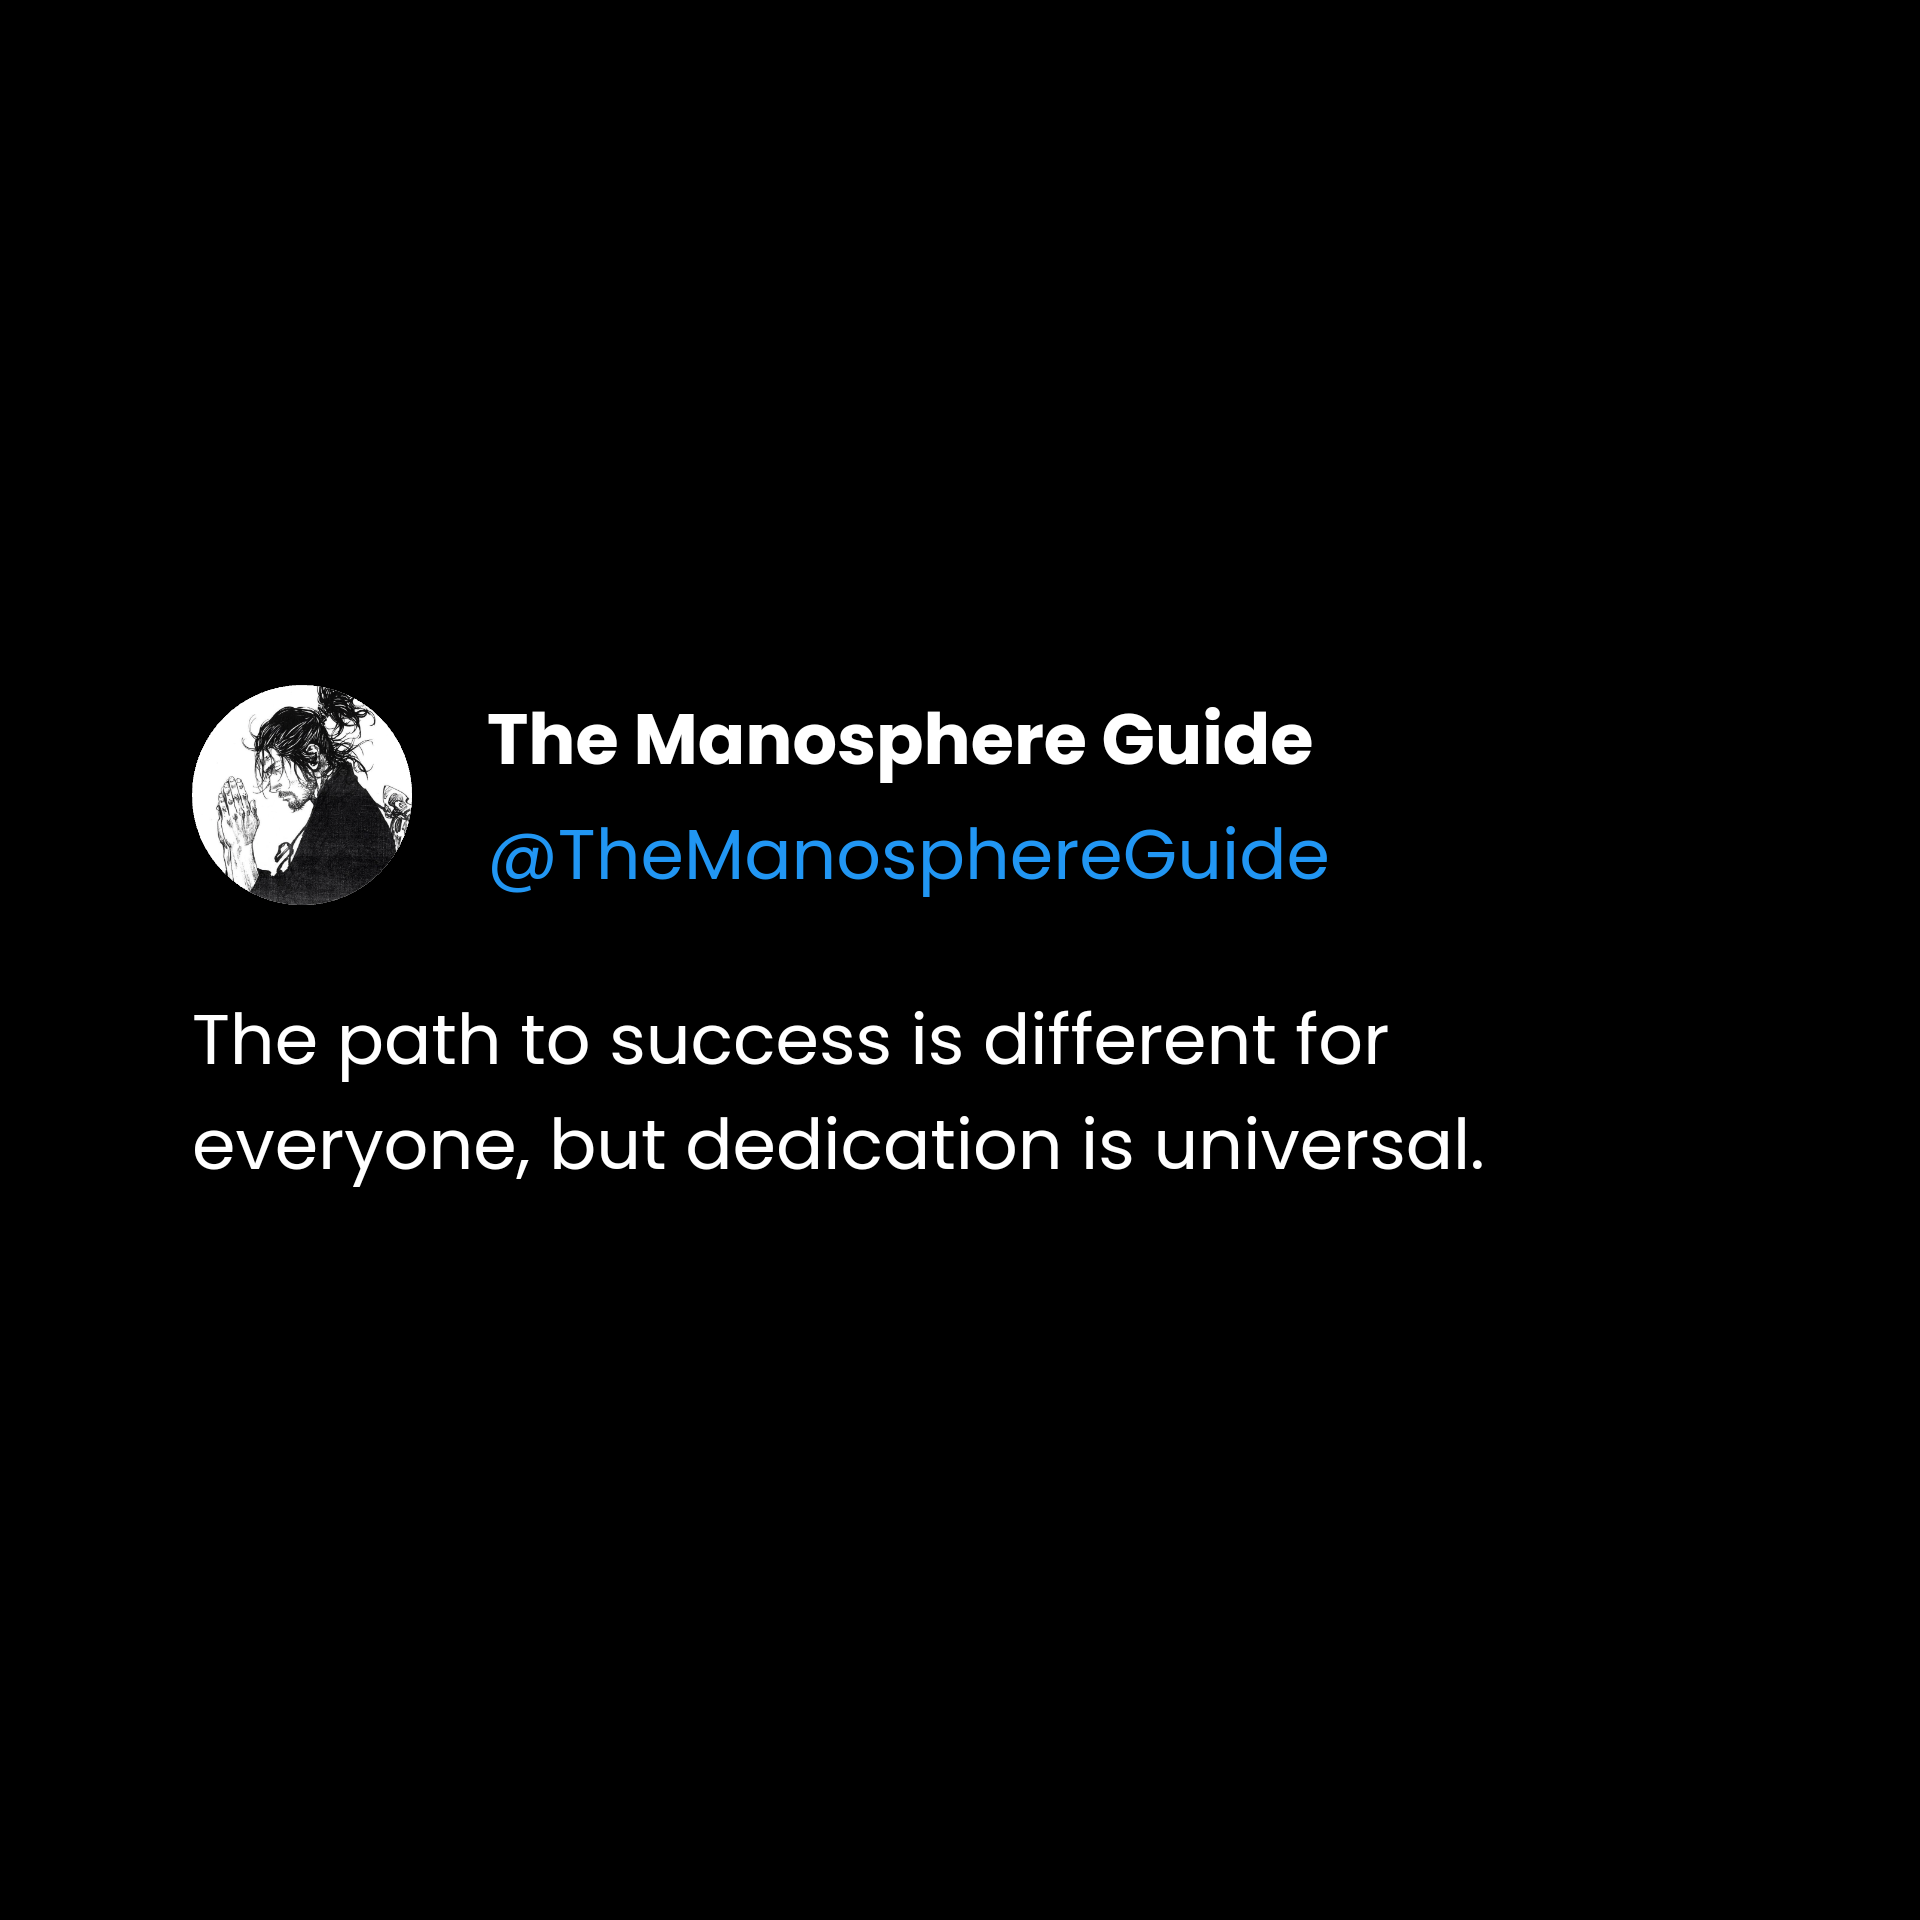 The Manosphere Guide
@TheManosphereGuide
The path to success is different for
everyone, but dedication is universal.